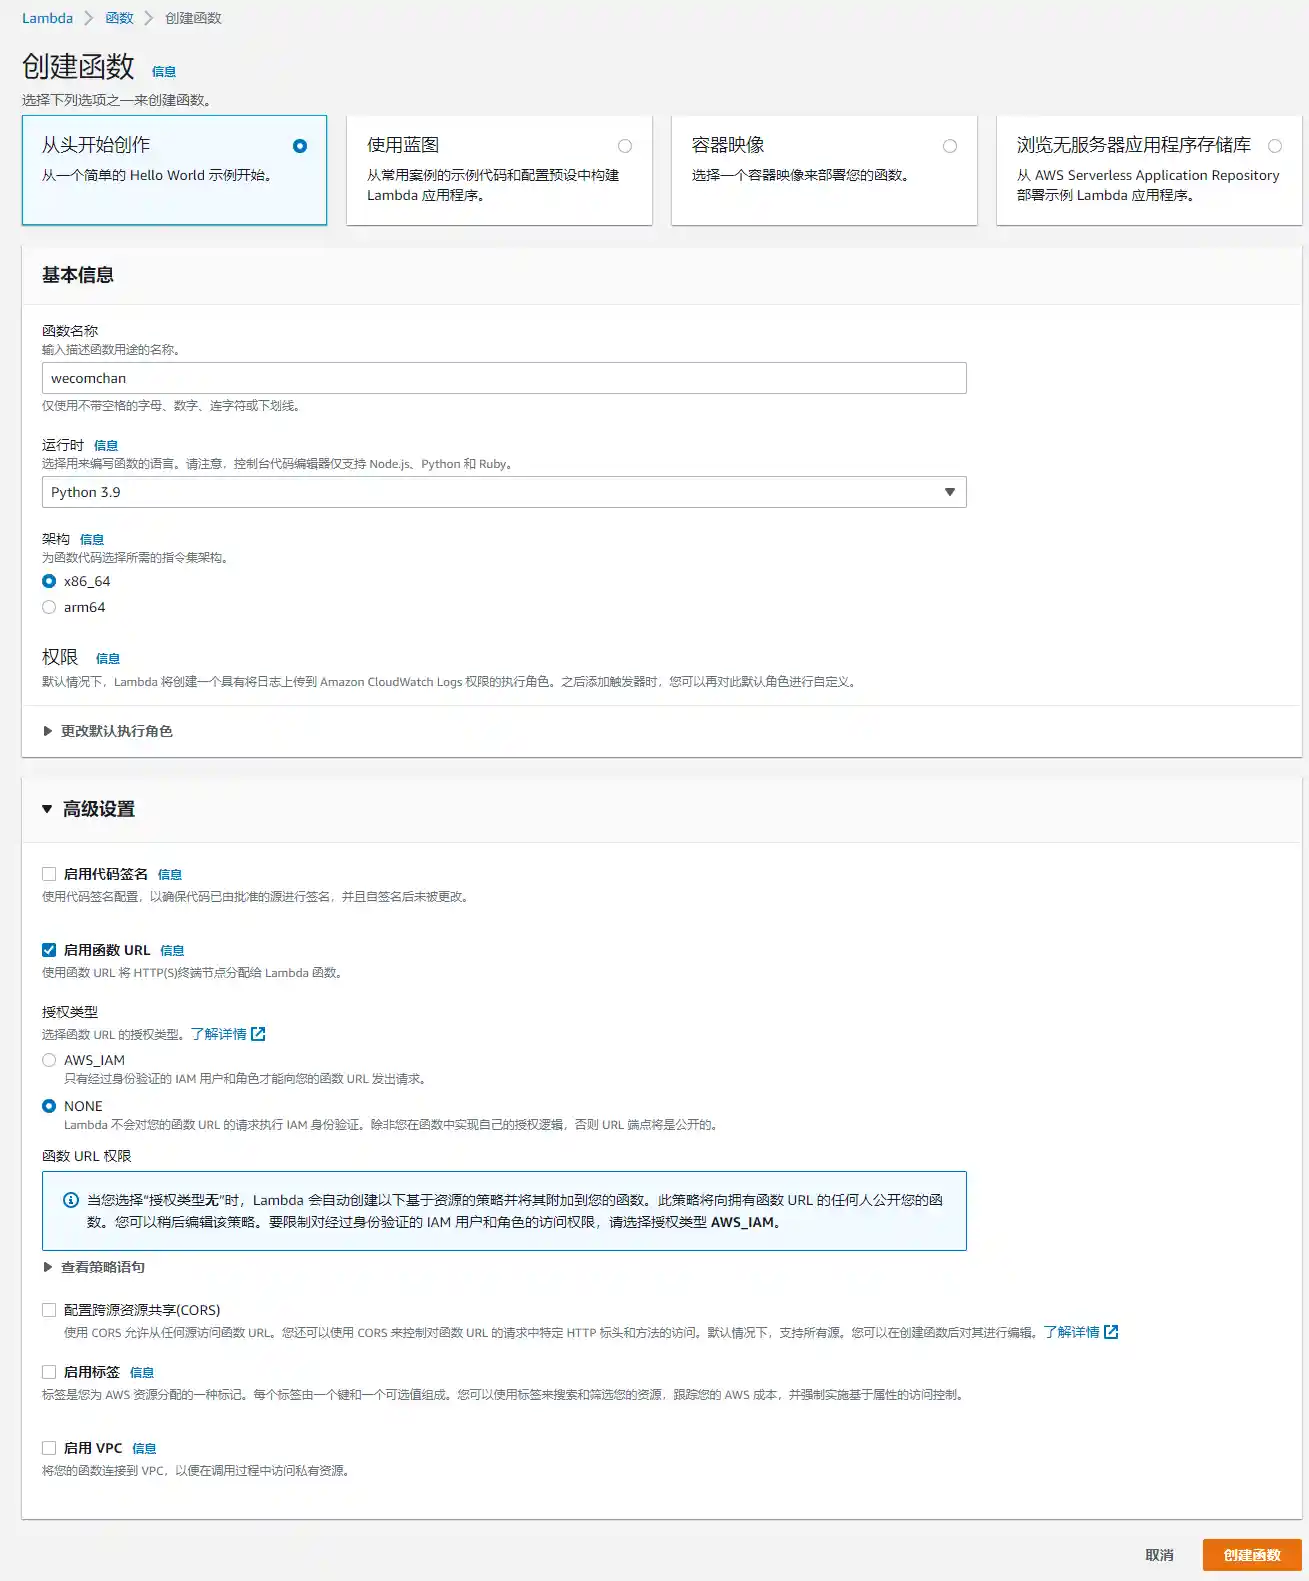 Lambda > 函数 > 创建函数
创建函数 信息
选择下列选项之一来创建函数。
从头开始创作
从一个简单的 Hello World 示例开始。
使用蓝图
从常用案例的示例代码和配置预设中构建
Lambda 应用程序。
容器映像
选择一个容器映像来部署您的函数。
浏览无服务器应用程序存储库
从 AWS Serverless Application Repository
部署示例 Lambda 应用程序。
基本信息
函数名称
输入描述函数用途的名称。
wecomchan
仅使用不带空格的字母、数字、连字符或下划线。
运行时 信息
选择用来编写函数的语言。请注意，控制台代码编辑器仅支持 Node.js、Python 和 Ruby。
Python 3.9
架构 信息
为函数代码选择所需的指令集架构。
x86_64
arm64
权限 信息
默认情况下，Lambda 将创建一个具有将日志上传到 Amazon CloudWatch Logs 权限的执行角色。之后添加触发器时，您可以再对此默认角色进行自定义。
更改默认执行角色
高级设置
启用代码签名 信息
使用代码签名配置，以确保代码已由批准的源进行签名，并且自签名后未被更改。
启用函数 URL 信息
使用函数 URL 将 HTTP(S)终端节点分配给 Lambda 函数。
授权类型
选择函数 URL 的授权类型。了解详情
AWS_IAM
只有经过身份验证的 IAM 用户和角色才能向您的函数 URL 发出请求。
NONE
Lambda 不会对您的函数 URL 的请求执行 IAM 身份验证。除非您在函数中实现自己的授权逻辑，否则 URL 端点将是公开的。
函数 URL 权限
当您选择“授权类型无”时，Lambda 会自动创建以下基于资源的策略并将其附加到您的函数。此策略将向拥有函数 URL 的任何人公开您的函
数。您可以稍后编辑该策略。要限制对经过身份验证的 IAM 用户和角色的访问权限，请选择授权类型 AWS_IAM。
查看策略语句
配置跨源资源共享(CORS)
使用 CORS 允许从任何源访问函数 URL。您还可以使用 CORS 来控制对函数 URL 的请求中特定 HTTP 标头和方法的访问。默认情况下，支持所有源。您可以在创建函数后对其进行编辑。了解详情
启用标签 信息
标签是您为 AWS 资源分配的一种标记。每个标签由一个键和一个可选值组成。您可以使用标签来搜索和筛选您的资源，跟踪您的 AWS 成本，并强制实施基于属性的访问控制。
启用 VPC 信息
将您的函数连接到 VPC，以便在调用过程中访问私有资源。
取消
创建函数